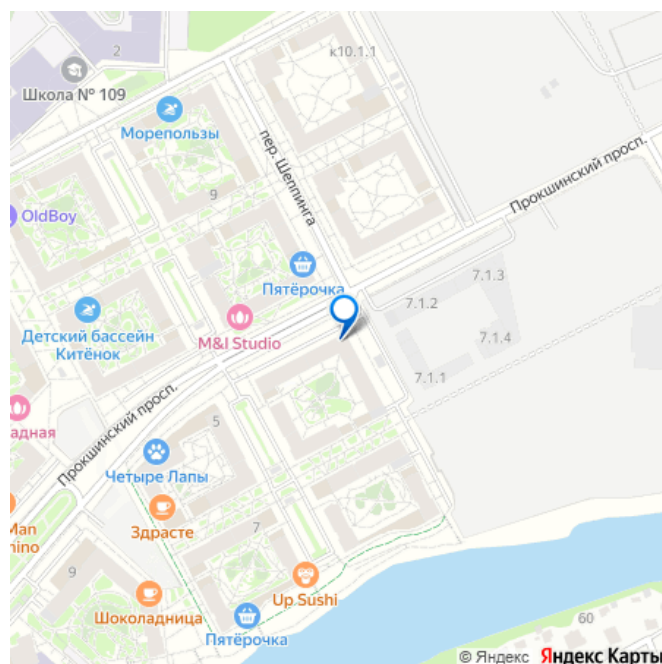 2
к10.1.1
Школа № 109
Морепользы
пер. Шеппинга
Прокшинский просп.
9
OldBoy
Пятёрочка
7.1.3
7.1.2
Детский бассейн
Китёнок
M&I Studio
7.1.4
7.1.1
Прокшинский просп.
адная
5
Четыре Лапы
Man
nino
Здрасте
7
9
Up Sushi
Шоколадница
60
Пятёрочка
© Яндекс Яндекс Карты